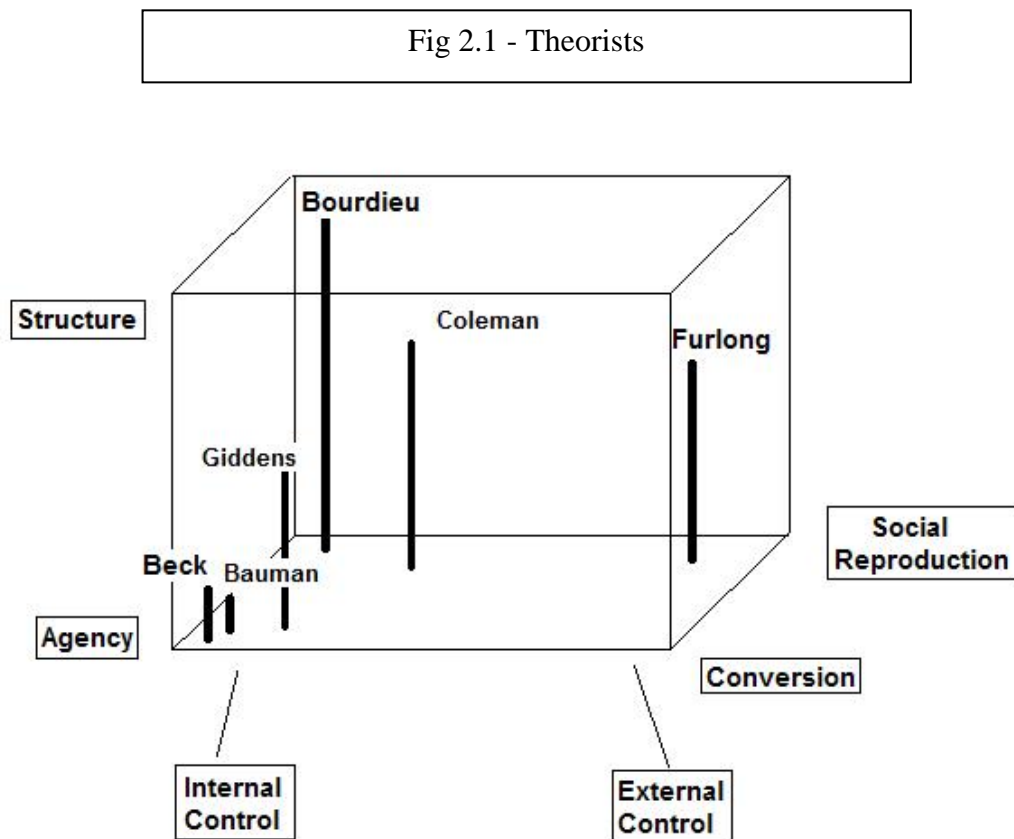 Fig 2.1 - Theorists
Bourdieu
Structure
Coleman
Furlong
Giddens
Social
Reproduction
Beck
Bauman
Agency
Conversion
Internal
Control
External
Control